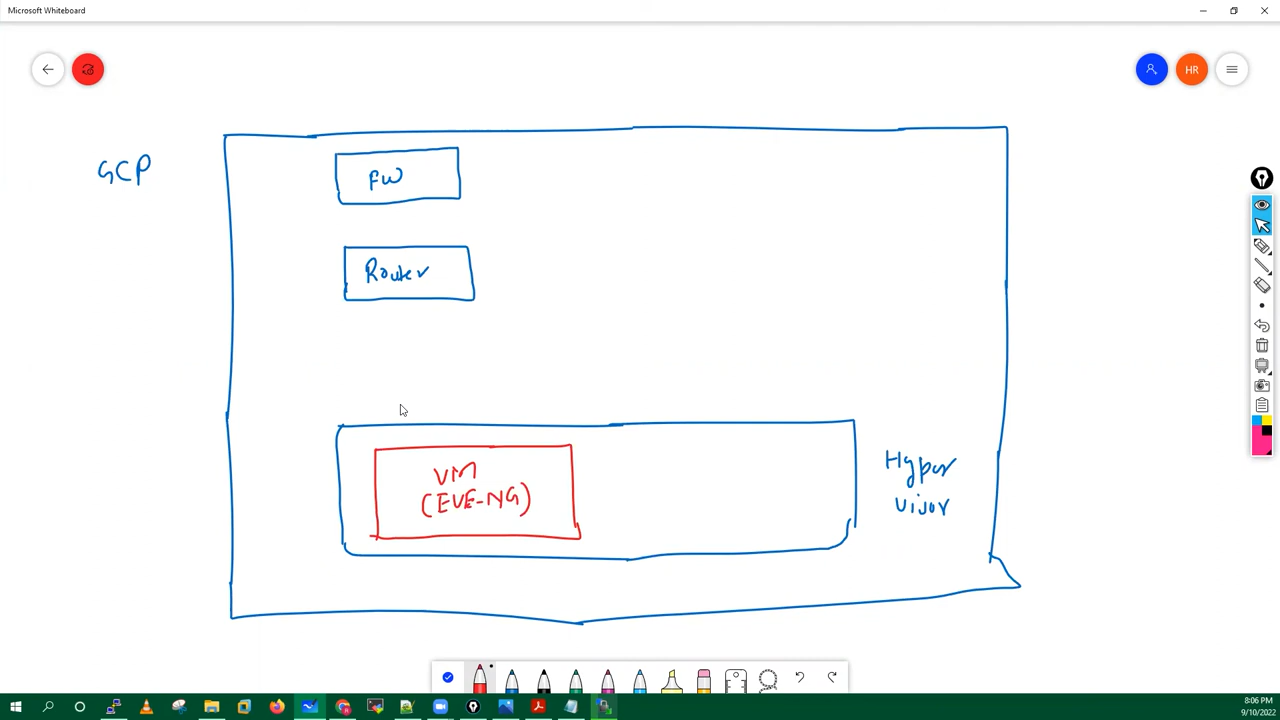 Microsoft Whiteboard
HR
GCP
FW
Router
VM
(EVE-NG)
Hyper
visor
8:06 PM
9/10/2022